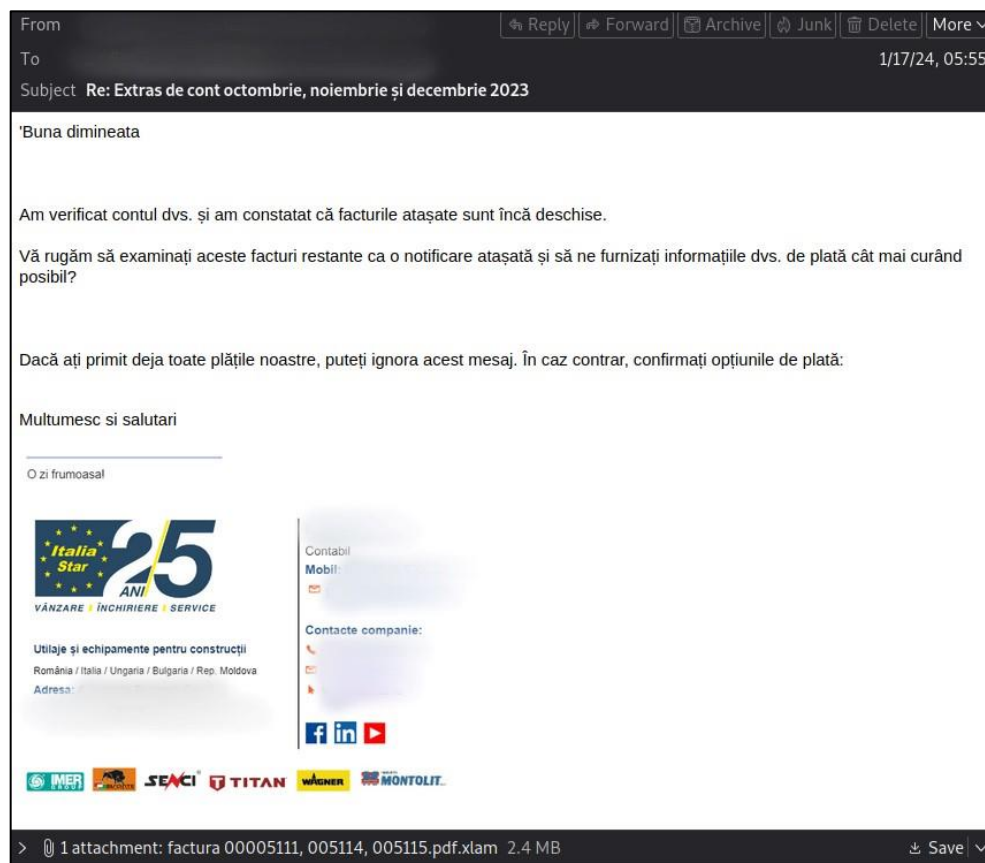 From
Reply Forward Archive Junk Delete More
To
1/17/24, 05:55
Subject Re: Extras de cont octombrie, noiembrie și decembrie 2023
'Buna dimineata
Am verificat contul dvs. și am constatat că facturile atașate sunt încă deschise.
Vă rugăm să examinați aceste facturi restante ca o notificare atașată și să ne furnizați informațiile dvs. de plată cât mai curând
posibil?
Dacă ați primit deja toate plățile noastre, puteți ignora acest mesaj. În caz contrar, confirmați opțiunile de plată:
Multumesc si salutari
O zi frumoasa!
Italia
Star
25
ANI
VÂNZARE I ÎNCHIRIERE I SERVICE
Utilaje și echipamente pentru construcții
România / Italia / Ungaria / Bulgaria / Rep. Moldova
Adresa:
Contabil
Mobil:
Contacte companie:
IMER
GROUP
SENCI
TITAN
WAGNER
MONTOLIT
1 attachment: factura 00005111, 005114, 005115.pdf.xlam 2.4 MB
Save